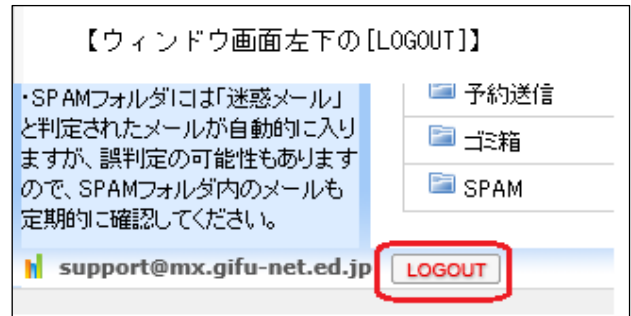 【ウィンドウ画面左下の[LOGOUT]】
・SPAMフォルダには「迷惑メール」
と判定されたメールが自動的に入り
ますが、誤判定の可能性もあります
ので、SPAMフォルダ内のメールも
定期的に確認してください。
予約送信
ゴミ箱
SPAM
support@mx.gifu-net.ed.jp LOGOUT